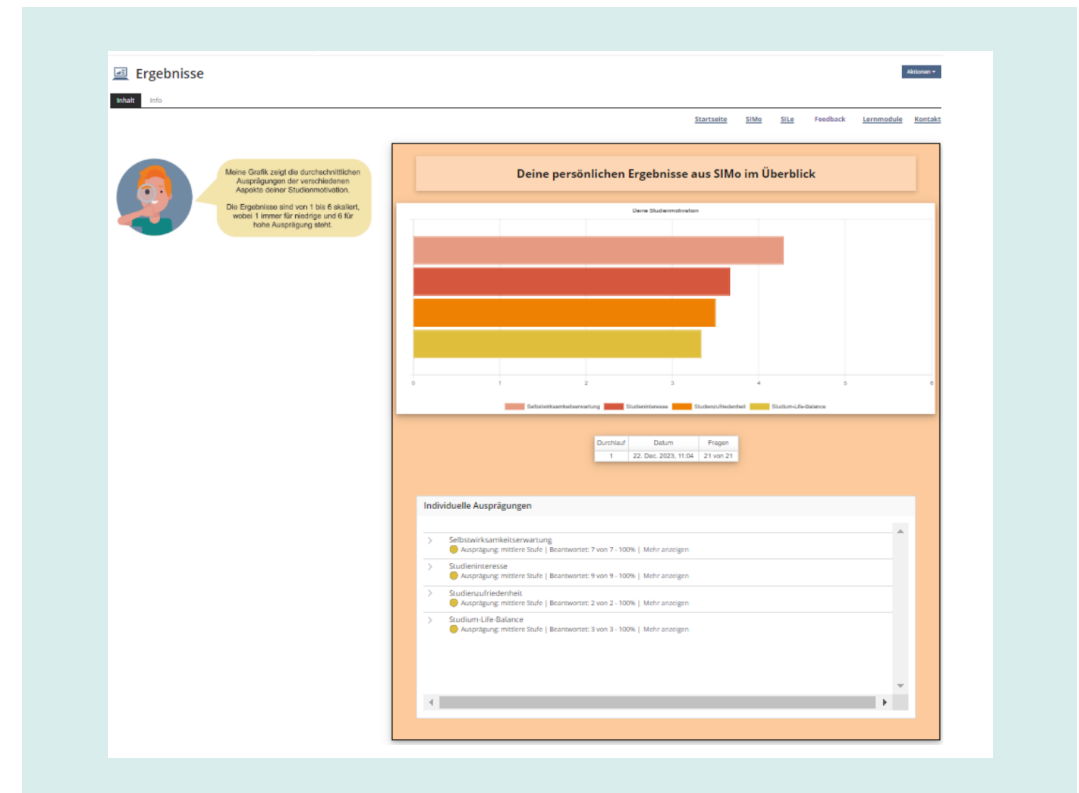 Ergebnisse
Aktionen
Inhalt Info
Startseite SIMo SILe Feedback Lernmodule Kontakt
Meine Grafik zeigt die durchschnittlichen
Ausprägungen der verschiedenen
Aspekte deiner Studienmotivation.
Die Ergebnisse sind von 1 bis 6 skaliert,
wobei 1 immer für niedrige und 6 für
hohe Ausprägung steht.
Deine persönlichen Ergebnisse aus SIMo im Überblick
Deine Studienmotivation
0 1 2 3 4 5 6
Selbstwirksamkeitserwartung Studieninteresse Studienzufriedenheit Studium-Life-Balance
Durchlauf Datum Fragen
1 22. Dec. 2023, 11:04 21 von 21
Individuelle Ausprägungen
Selbstwirksamkeitserwartung
Ausprägung: mittlere Stufe | Beantwortet: 7 von 7 - 100% | Mehr anzeigen
Studieninteresse
Ausprägung: mittlere Stufe | Beantwortet: 9 von 9 - 100% | Mehr anzeigen
Studienzufriedenheit
Ausprägung: mittlere Stufe | Beantwortet: 2 von 2 - 100% | Mehr anzeigen
Studium-Life-Balance
Ausprägung: mittlere Stufe | Beantwortet: 3 von 3 - 100% | Mehr anzeigen